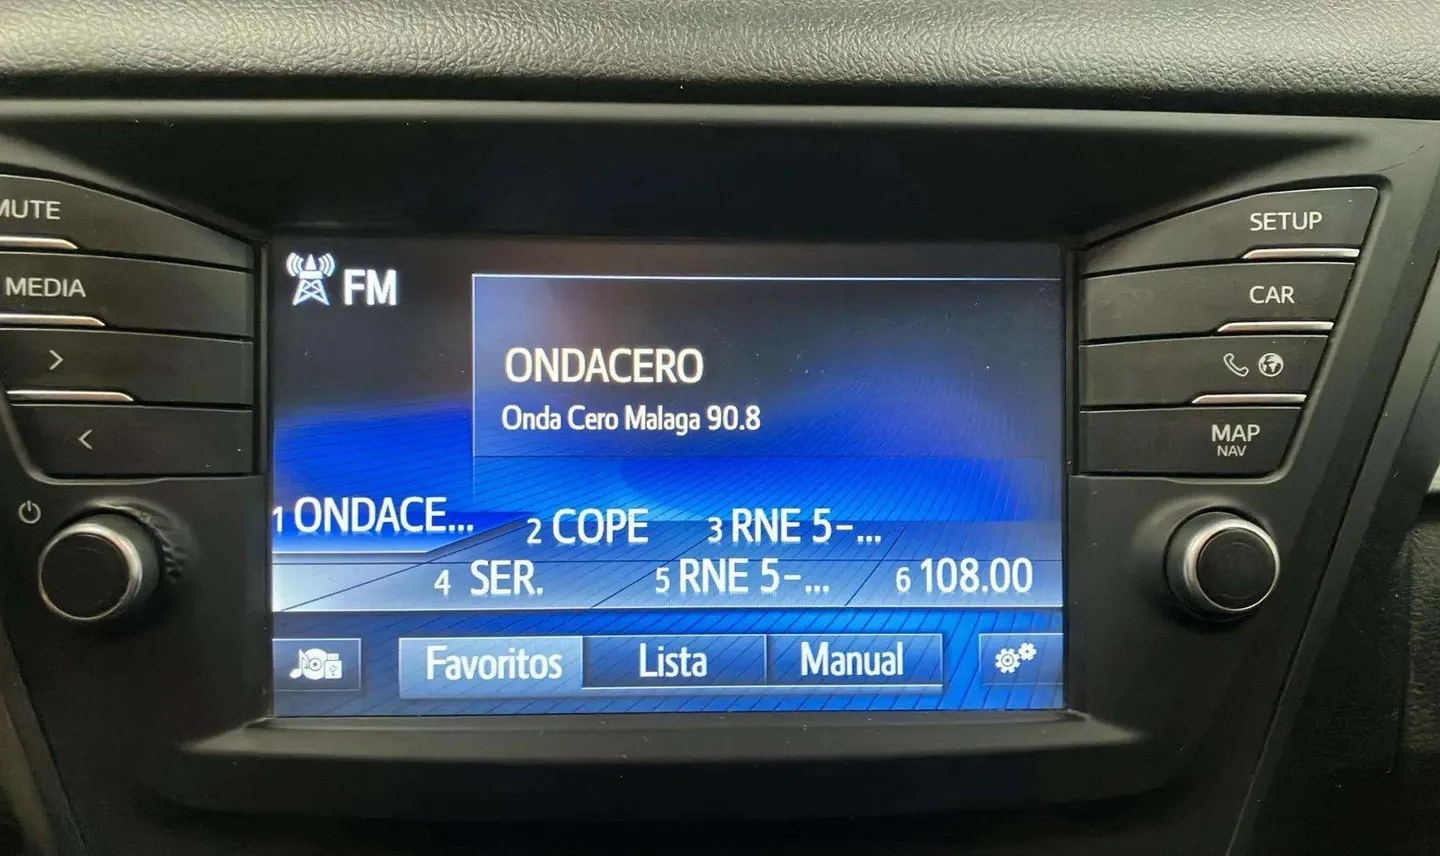 MUTE
MEDIA
>
<
SETUP
CAR
MAP
NAV
FM
ONDACERO
Onda Cero Malaga 90.8
1 ONDACE... 2 COPE 3 RNE 5-...
4 SER. 5 RNE 5-... 6 108.00
Favoritos Lista Manual